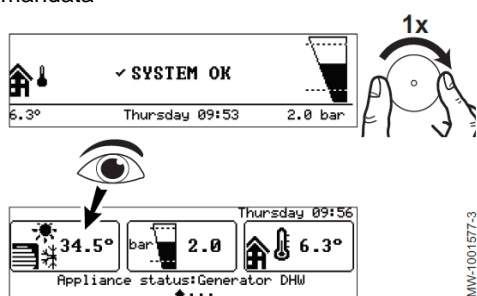 mandata
1x
✓ SYSTEM OK
6.3°
Thursday 09:53
2.0 bar
Thursday 09:56
34.5°
bar 2.0
6.3°
Appliance status:Generator DHW
MW-1001577-3